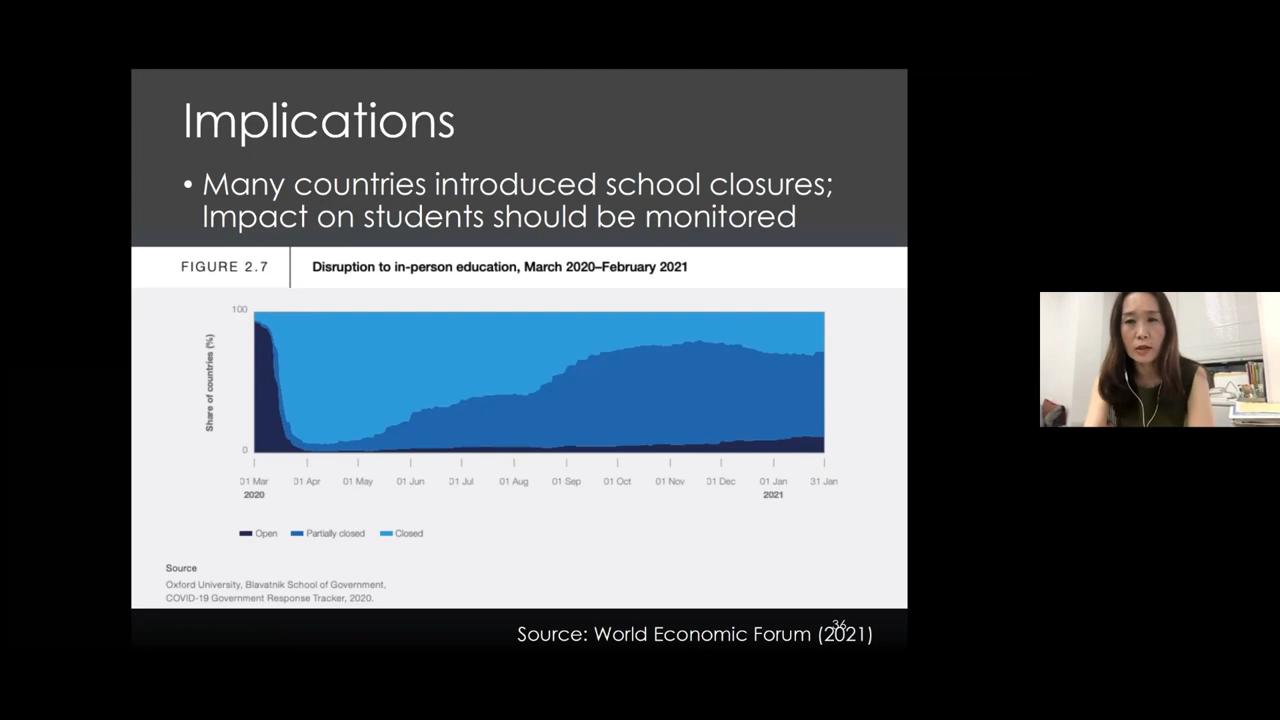 Implications
• Many countries introduced school closures;
Impact on students should be monitored
FIGURE 2.7
Disruption to in-person education, March 2020–February 2021
100
Share of countries (%)
0
01 Mar 01 Apr 01 May 01 Jun 01 Jul 01 Aug 01 Sep 01 Oct 01 Nov 01 Dec 01 Jan 31 Jan
2020 2021
Open Partially closed Closed
Source
Oxford University, Blavatnik School of Government,
COVID-19 Government Response Tracker, 2020.
36
Source: World Economic Forum (2021)